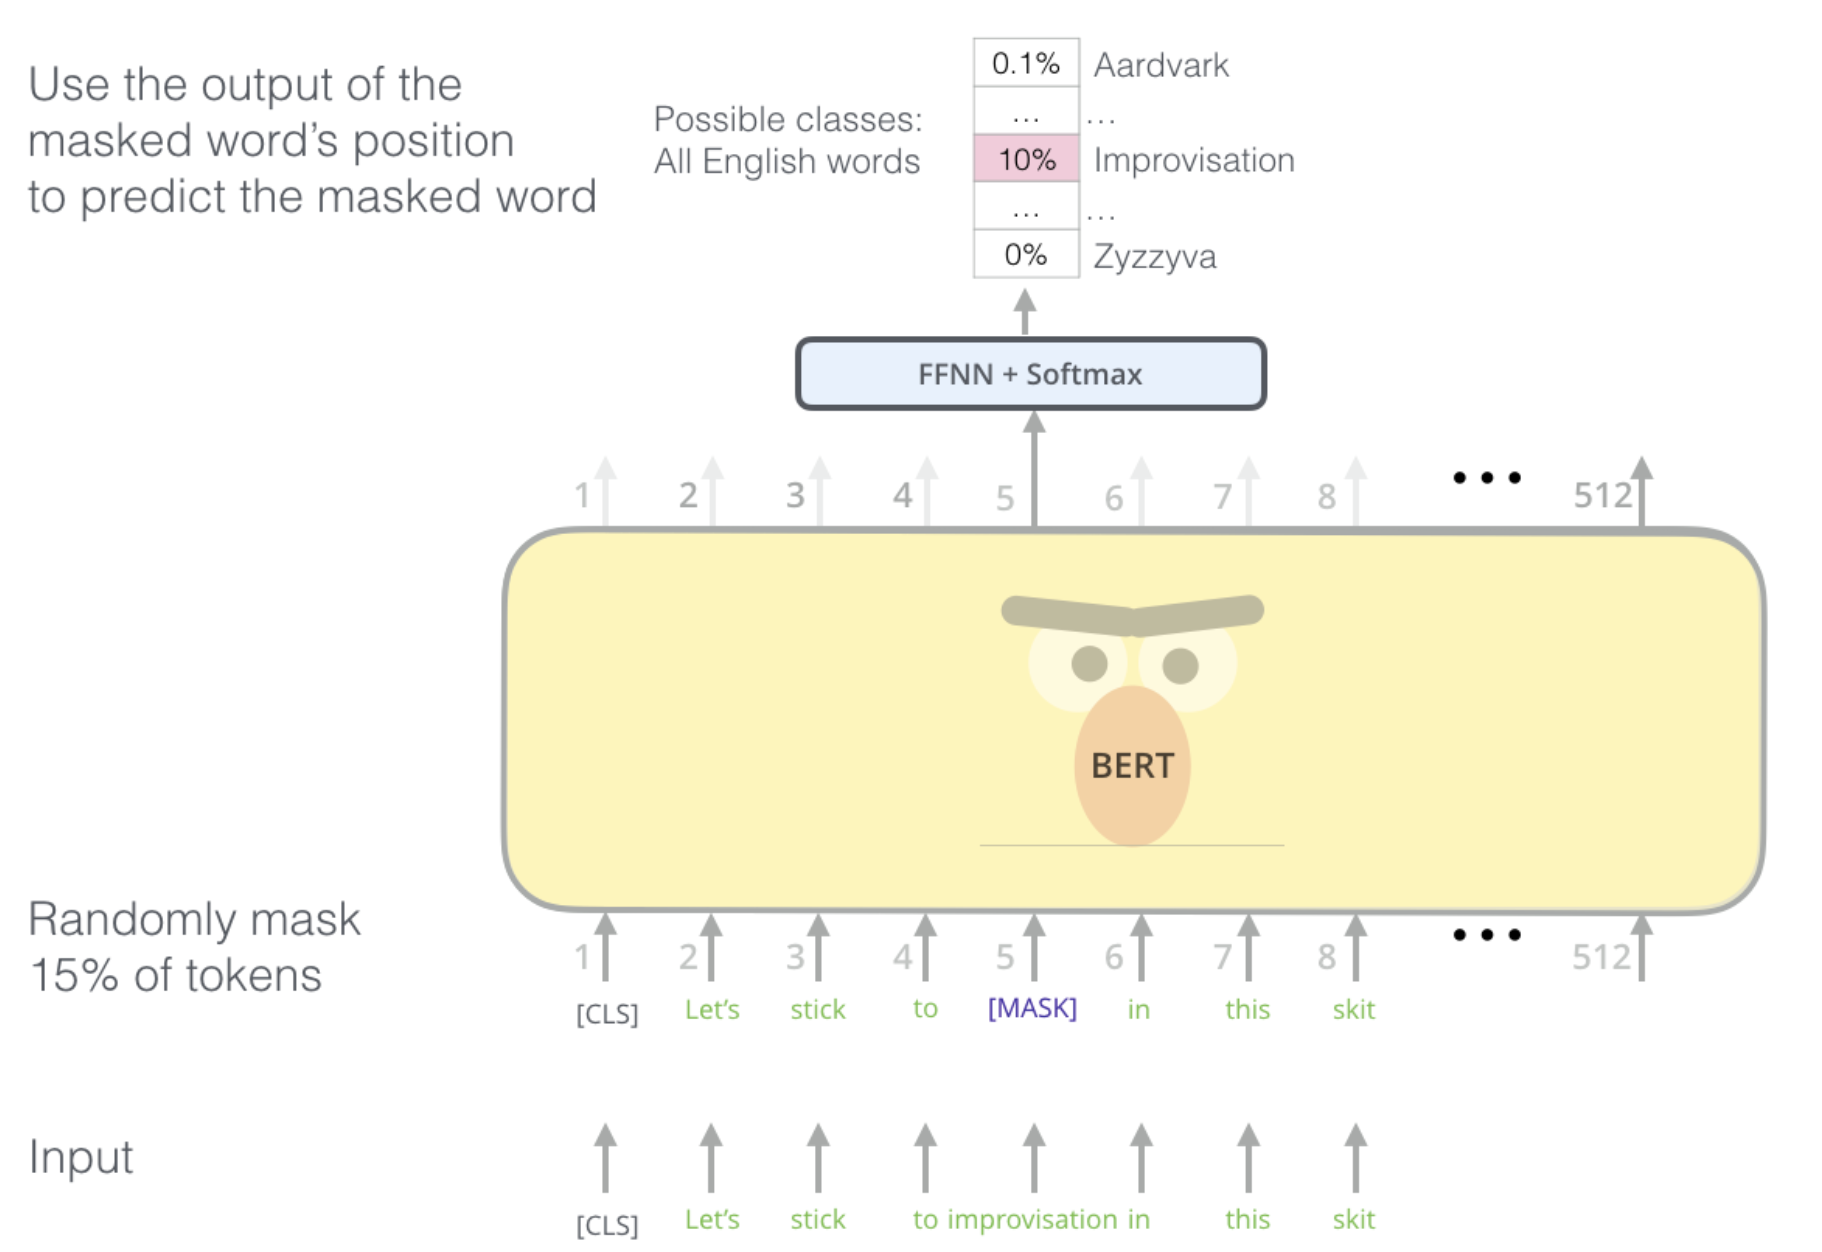 Use the output of the
masked word's position
to predict the masked word
Possible classes:
All English words
0.1% Aardvark
... ...
10% Improvisation
... ...
0% Zyzzyva
FFNN + Softmax
1 2 3 4 5 6 7 8 ... 512
BERT
Randomly mask
15% of tokens
1 2 3 4 5 6 7 8 ... 512
[CLS] Let's stick to [MASK] in this skit
Input
[CLS] Let's stick to improvisation in this skit